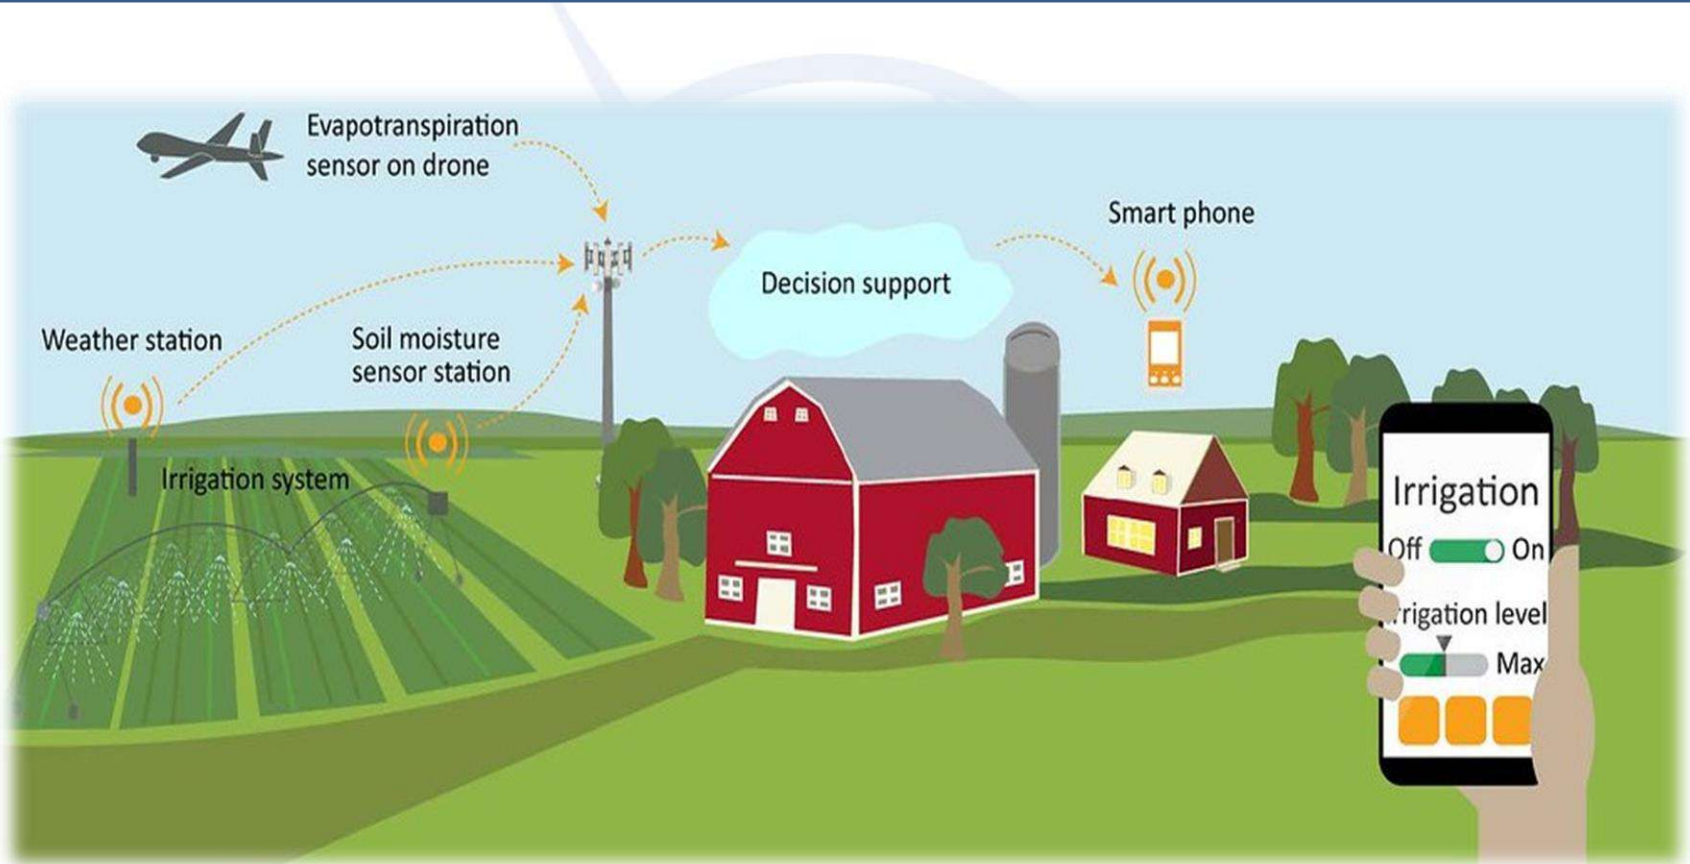 Evapotranspiration
sensor on drone
Smart phone
Decision support
Weather station
Soil moisture
sensor station
Irrigation system
Irrigation
Off On
rrigation level
Max